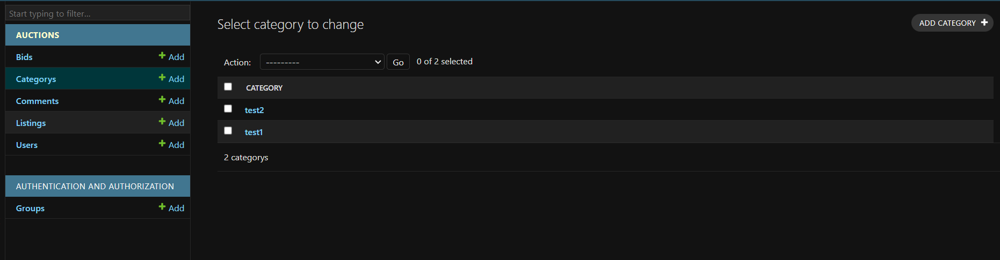 Start typing to filter...
AUCTIONS
Bids Add
Categorys Add
Comments Add
Listings Add
Users Add
AUTHENTICATION AND AUTHORIZATION
Groups Add
Select category to change
ADD CATEGORY
Action: --------- Go 0 of 2 selected
CATEGORY
test2
test1
2 categorys